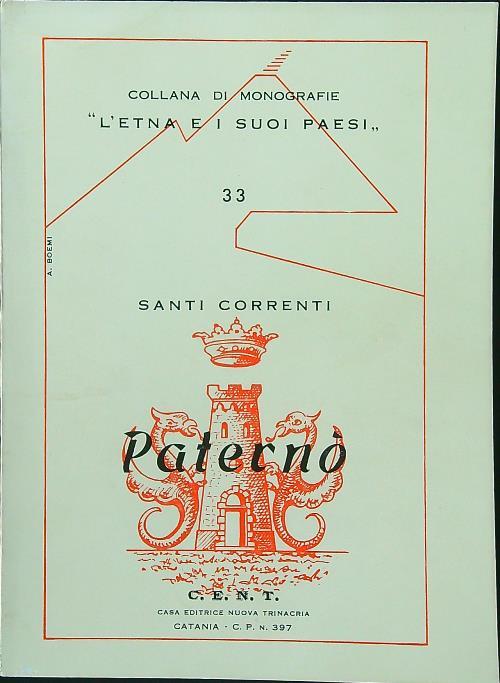 COLLANA DI MONOGRAFIE
"L'ETNA E I SUOI PAESI„
33
A. BOEMI
SANTI CORRENTI
Paternò
C. E. N. T.
CASA EDITRICE NUOVA TRINACRIA
CATANIA - C. P. N. 397